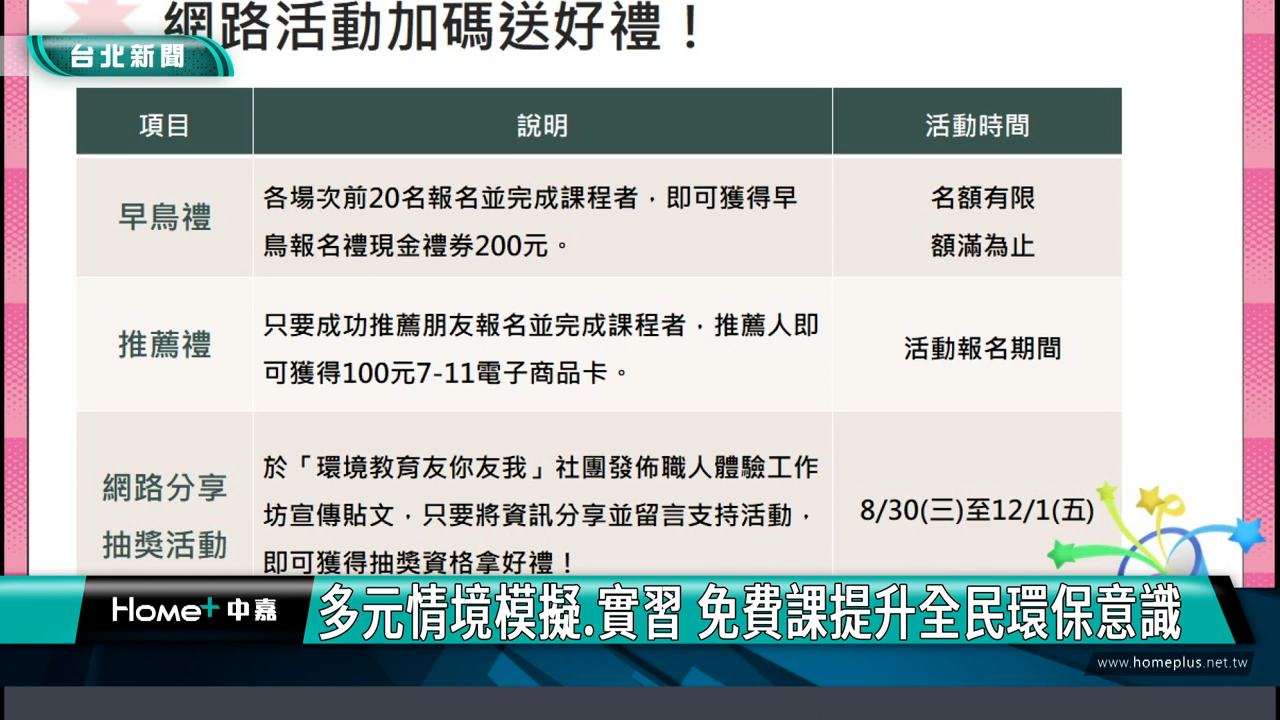 網路活動加碼送好禮！
台北新聞
項目
說明
活動時間
早鳥禮
各場次前20名報名並完成課程者，即可獲得早
鳥報名禮現金禮券200元。
名額有限
額滿為止
推薦禮
只要成功推薦朋友報名並完成課程者，推薦人即
可獲得100元7-11電子商品卡。
活動報名期間
網路分享
抽獎活動
於「環境教育友你友我」社團發佈職人體驗工作
坊宣傳貼文，只要將資訊分享並留言支持活動，
即可獲得抽獎資格拿好禮！
8/30(三)至12/1(五)
Home+中嘉
多元情境模擬.實習 免費課提升全民環保意識
www.homeplus.net.tw